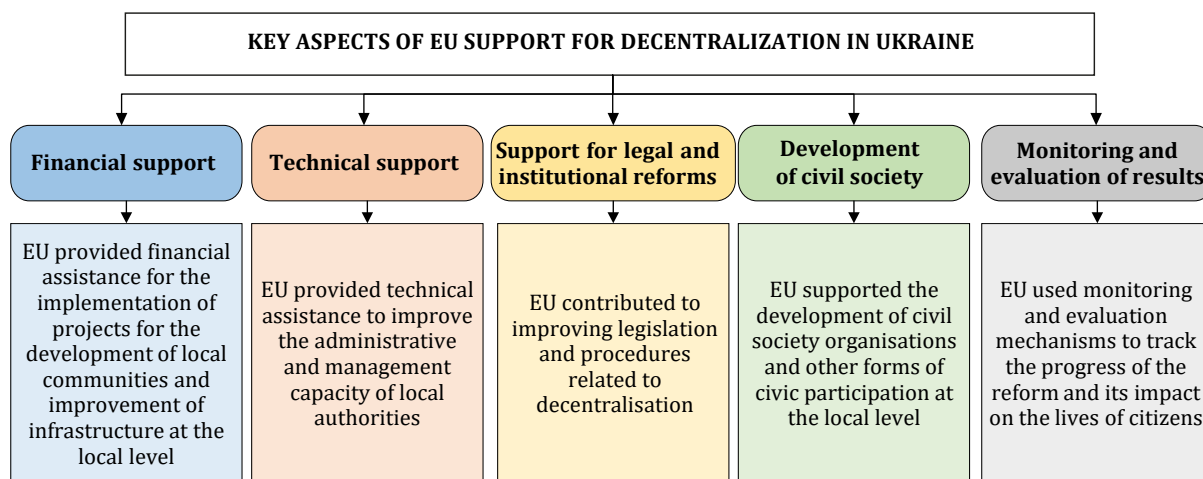 KEY ASPECTS OF EU SUPPORT FOR DECENTRALIZATION IN UKRAINE
Financial support
Technical support
Support for legal and
institutional reforms
Development
of civil society
Monitoring and
evaluation of results
EU provided financial
assistance for the
implementation of
projects for the
development of local
communities and
improvement of
infrastructure at the
local level
EU provided technical
assistance to improve
the administrative
and management
capacity of local
authorities
EU contributed to
improving legislation
and procedures
related to
decentralisation
EU supported the
development of civil
society organisations
and other forms of
civic participation at
the local level
EU used monitoring
and evaluation
mechanisms to track
the progress of the
reform and its impact
on the lives of citizens